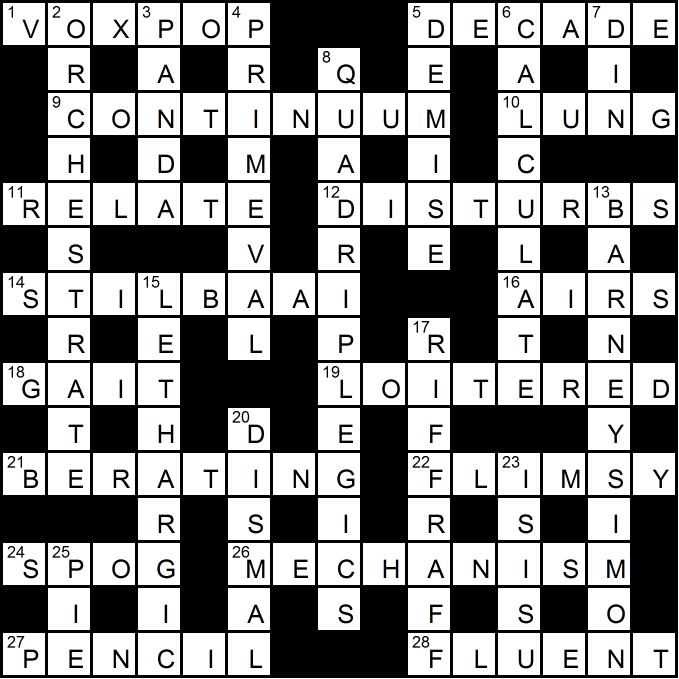 1 V 2 O X 3 P O 4 P 5 D E 6 C A 7 D E
R A R 8 Q E A I
9 C O N T I N U U M 10 L U N G
H D M A I C
11 R E L A T E 12 D I S T U R 13 B S
S V R E L A
14 S T I 15 L B A A I 16 A I R S
R E L P 17 R T N
18 G A I T 19 L O I T E R E D
T H 20 D E F Y
21 B E R A T I N G 22 F L 23 I M S Y
R S I R S I
24 S 25 P O G 26 M E C H A N I S M
I I A S F S O
27 P E N C I L 28 F L U E N T